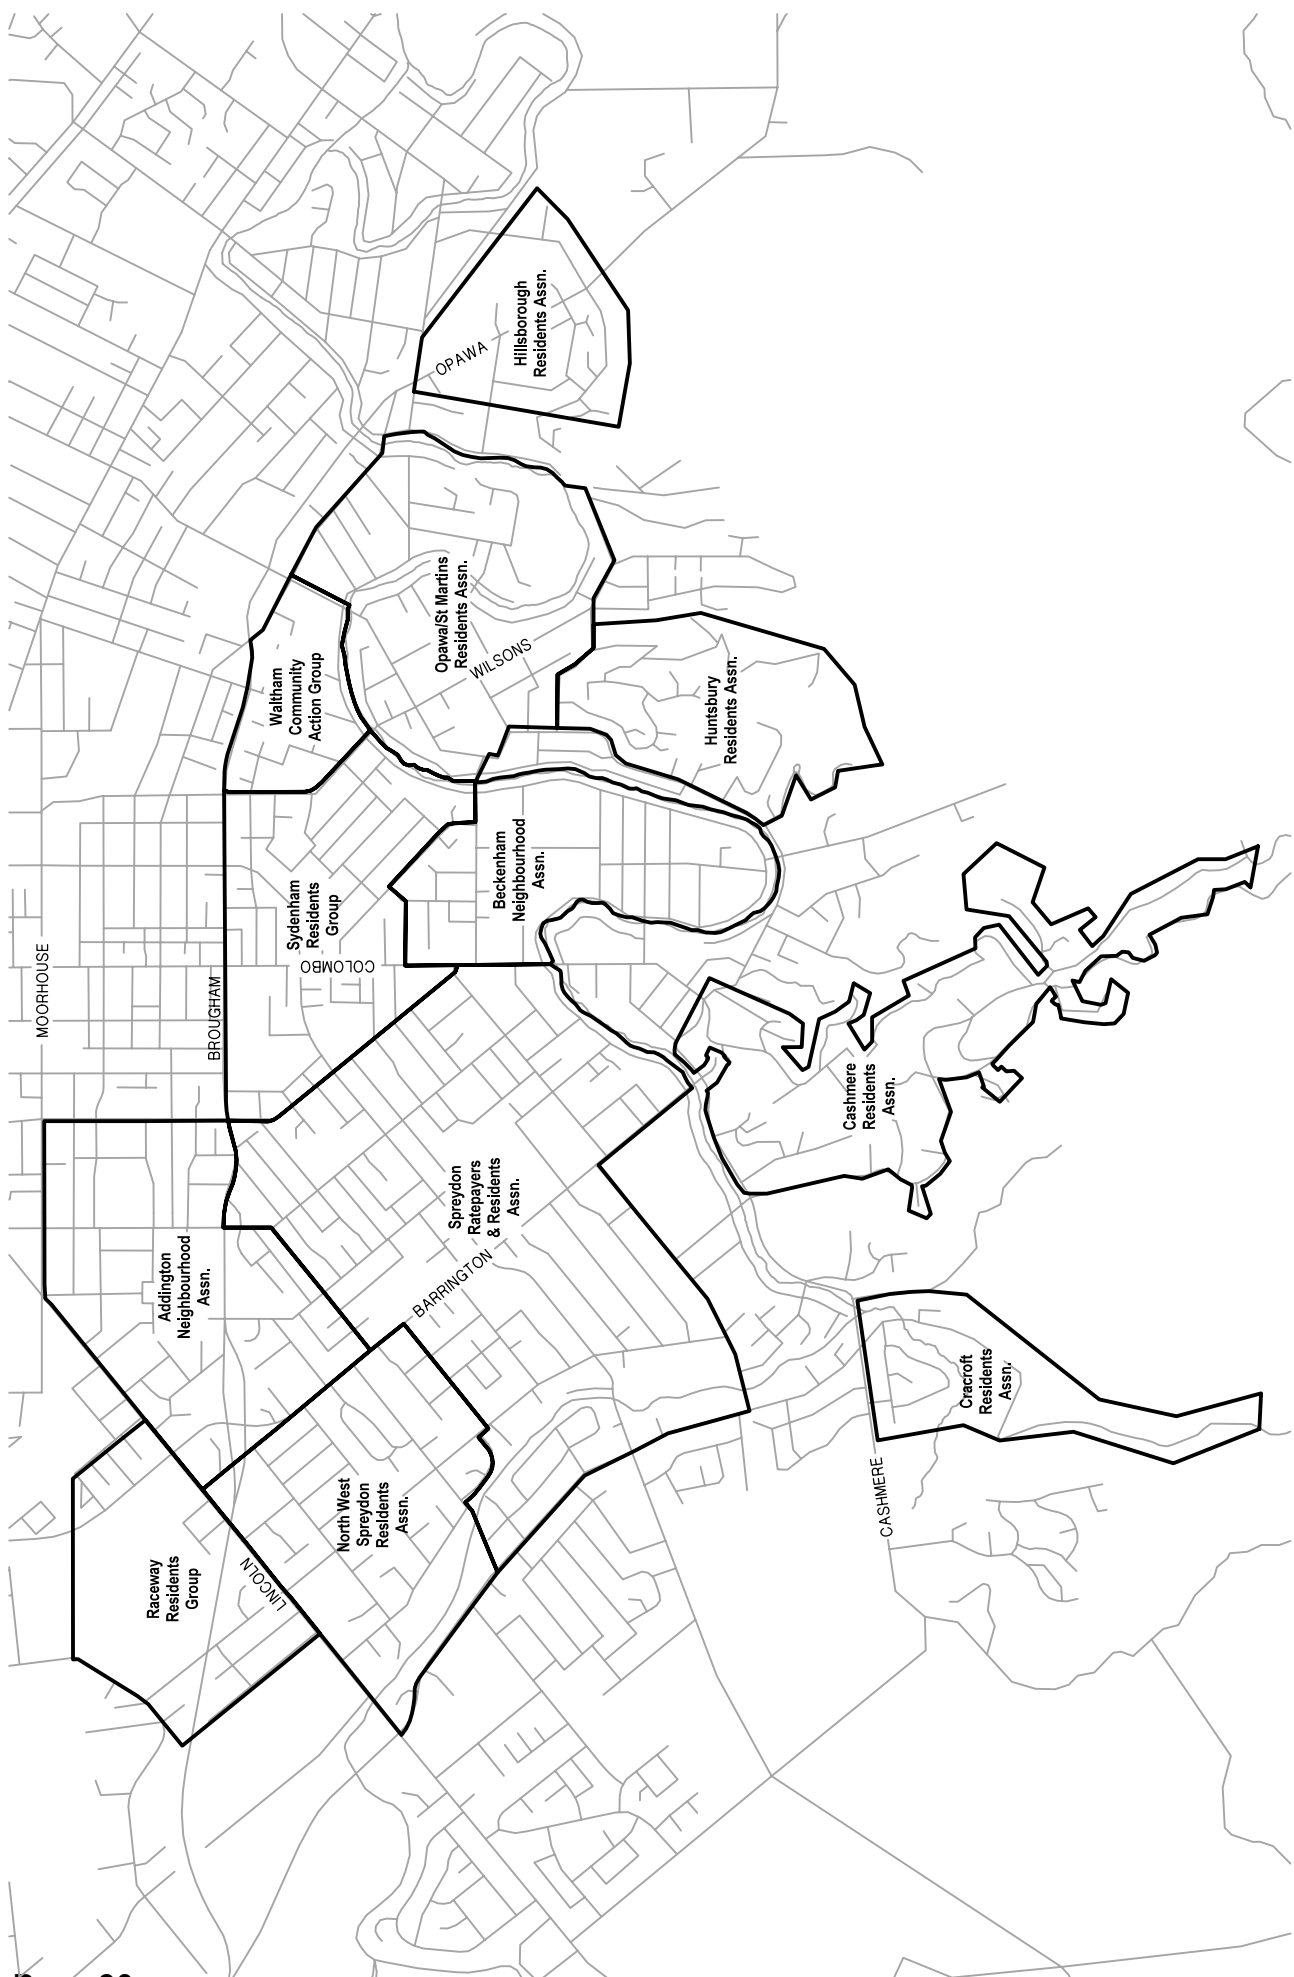 Hillsborough
Residents Assn.
OPAWA
Opawa/St Martins
Residents Assn.
WILSONS
Waltham
Community
Action Group
Huntsbury
Residents Assn.
Beckenham
Neighbourhood
Assn.
Sydenham
Residents
Group
COLOMBO
MOORHOUSE
BROUGHAM
Cashmere
Residents
Assn.
Spreydon
Ratepayers
& Residents
Assn.
BARRINGTON
Addington
Neighbourhood
Assn.
Cracroft
Residents
Assn.
CASHMERE
North West
Spreydon
Residents
Assn.
LINCOLN
Raceway
Residents
Group